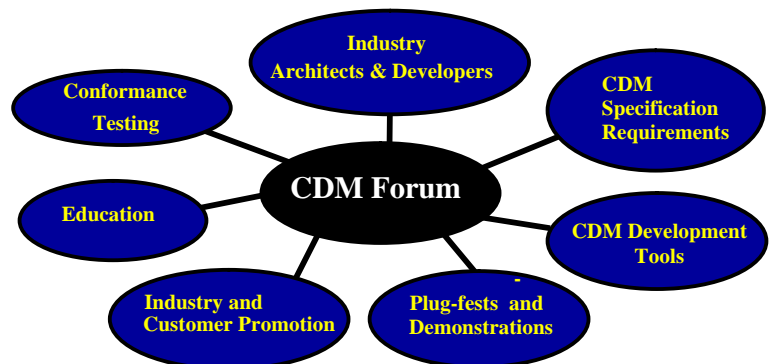 Industry
Architects & Developers
Conformance
Testing
CDM
Specification
Requirements
CDM Forum
Education
CDM Development
Tools
Industry and
Customer Promotion
-
Plug-fests and
Demonstrations